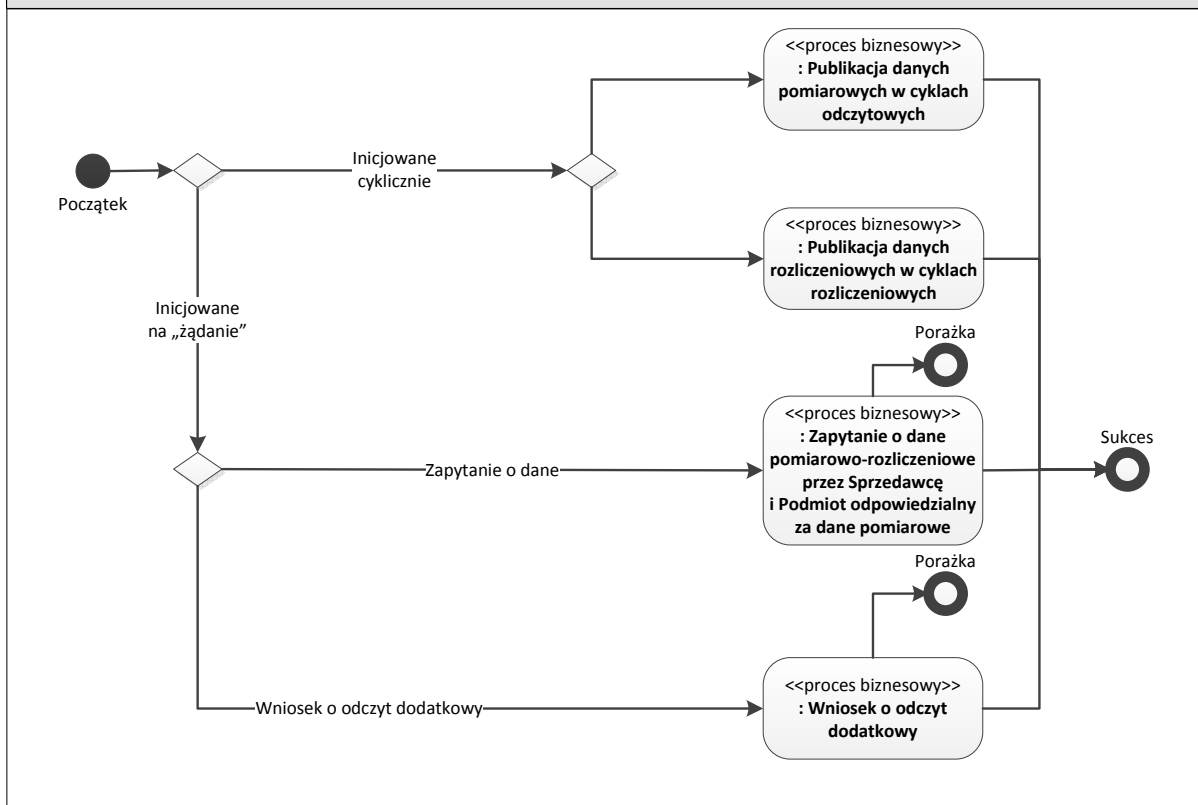 <<proces biznesowy>>
: Publikacja danych
pomiarowych w cyklach
odczytowych
Inicjowane
cyklicznie
Początek
<<proces biznesowy>>
: Publikacja danych
rozliczeniowych w cyklach
rozliczeniowych
Inicjowane
na „żądanie”
Porażka
<<proces biznesowy>>
: Zapytanie o dane
pomiarowo-rozliczeniowe
przez Sprzedawcę
i Podmiot odpowiedzialny
za dane pomiarowe
Zapytanie o dane
Sukces
Porażka
<<proces biznesowy>>
: Wniosek o odczyt
dodatkowy
Wniosek o odczyt dodatkowy